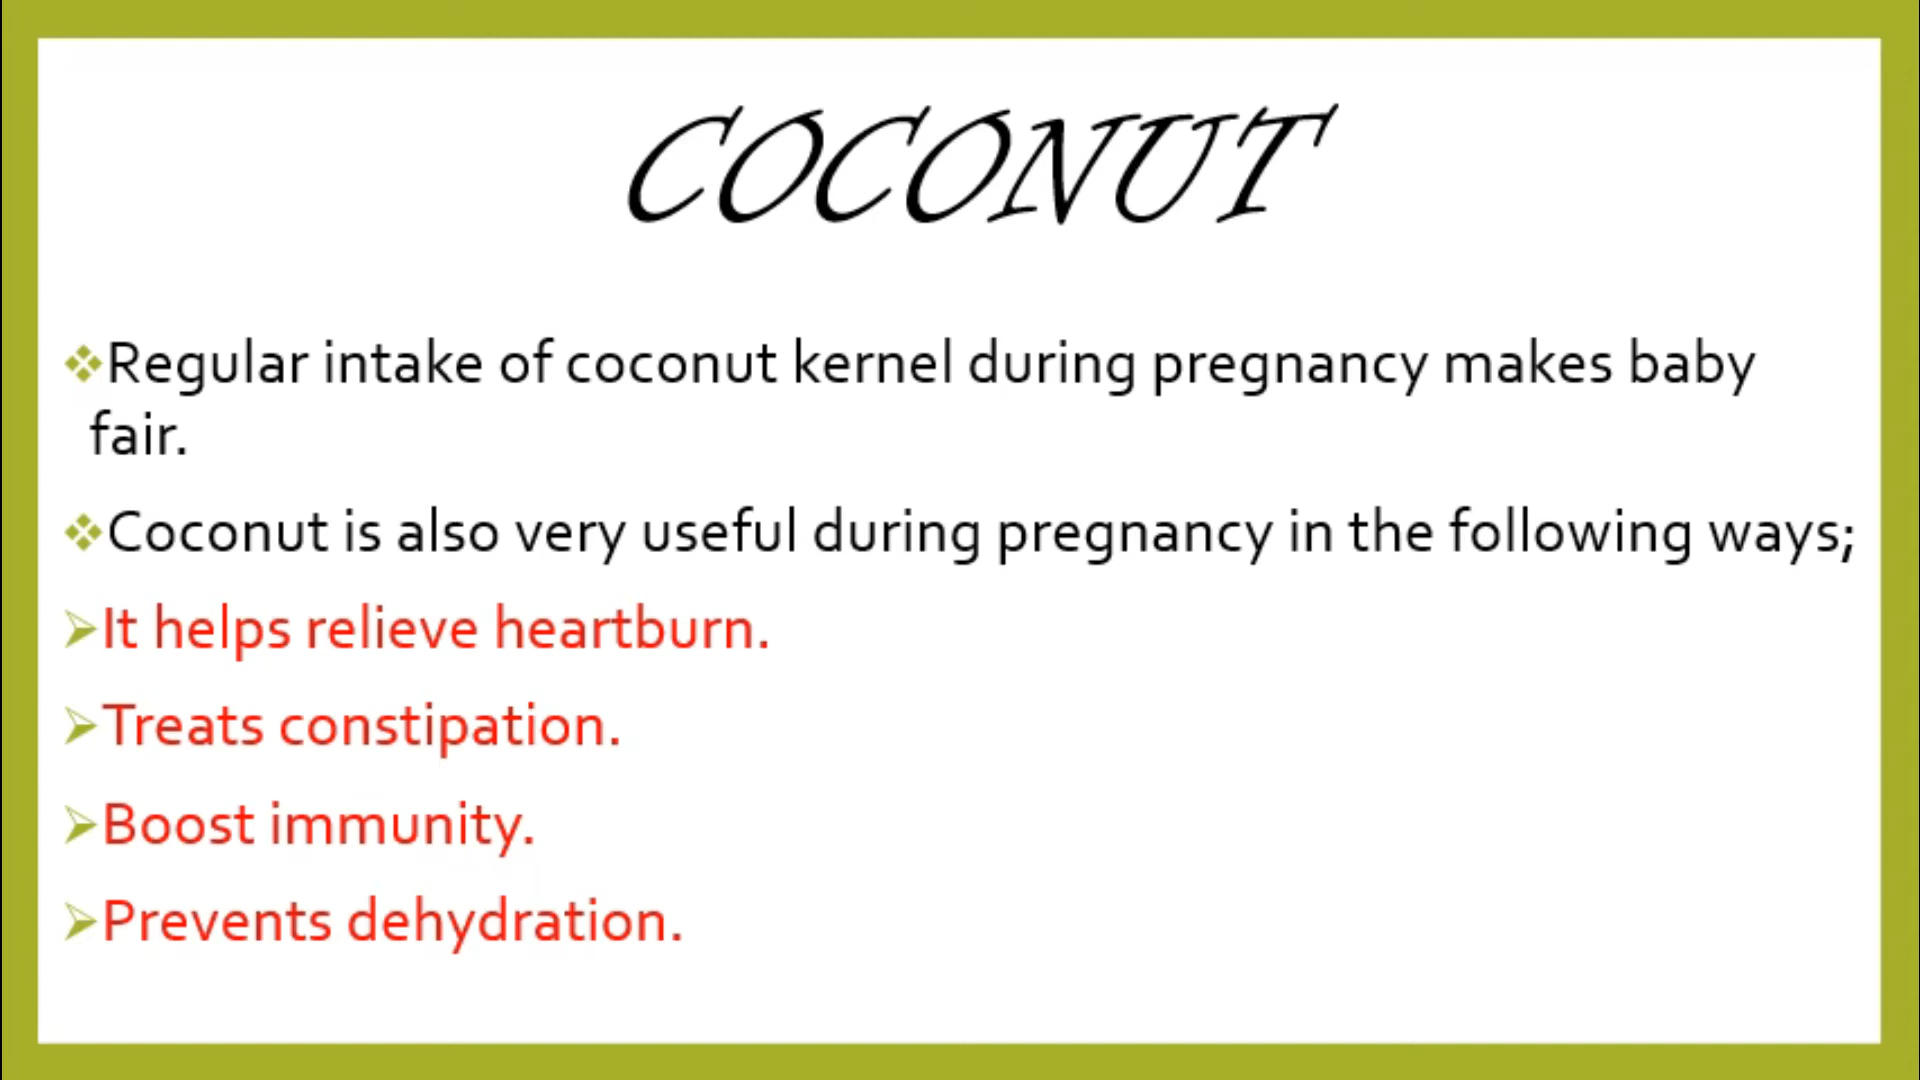 COCONUT
❖Regular intake of coconut kernel during pregnancy makes baby
fair.
❖Coconut is also very useful during pregnancy in the following ways;
➢It helps relieve heartburn.
➢Treats constipation.
➢Boost immunity.
➢Prevents dehydration.